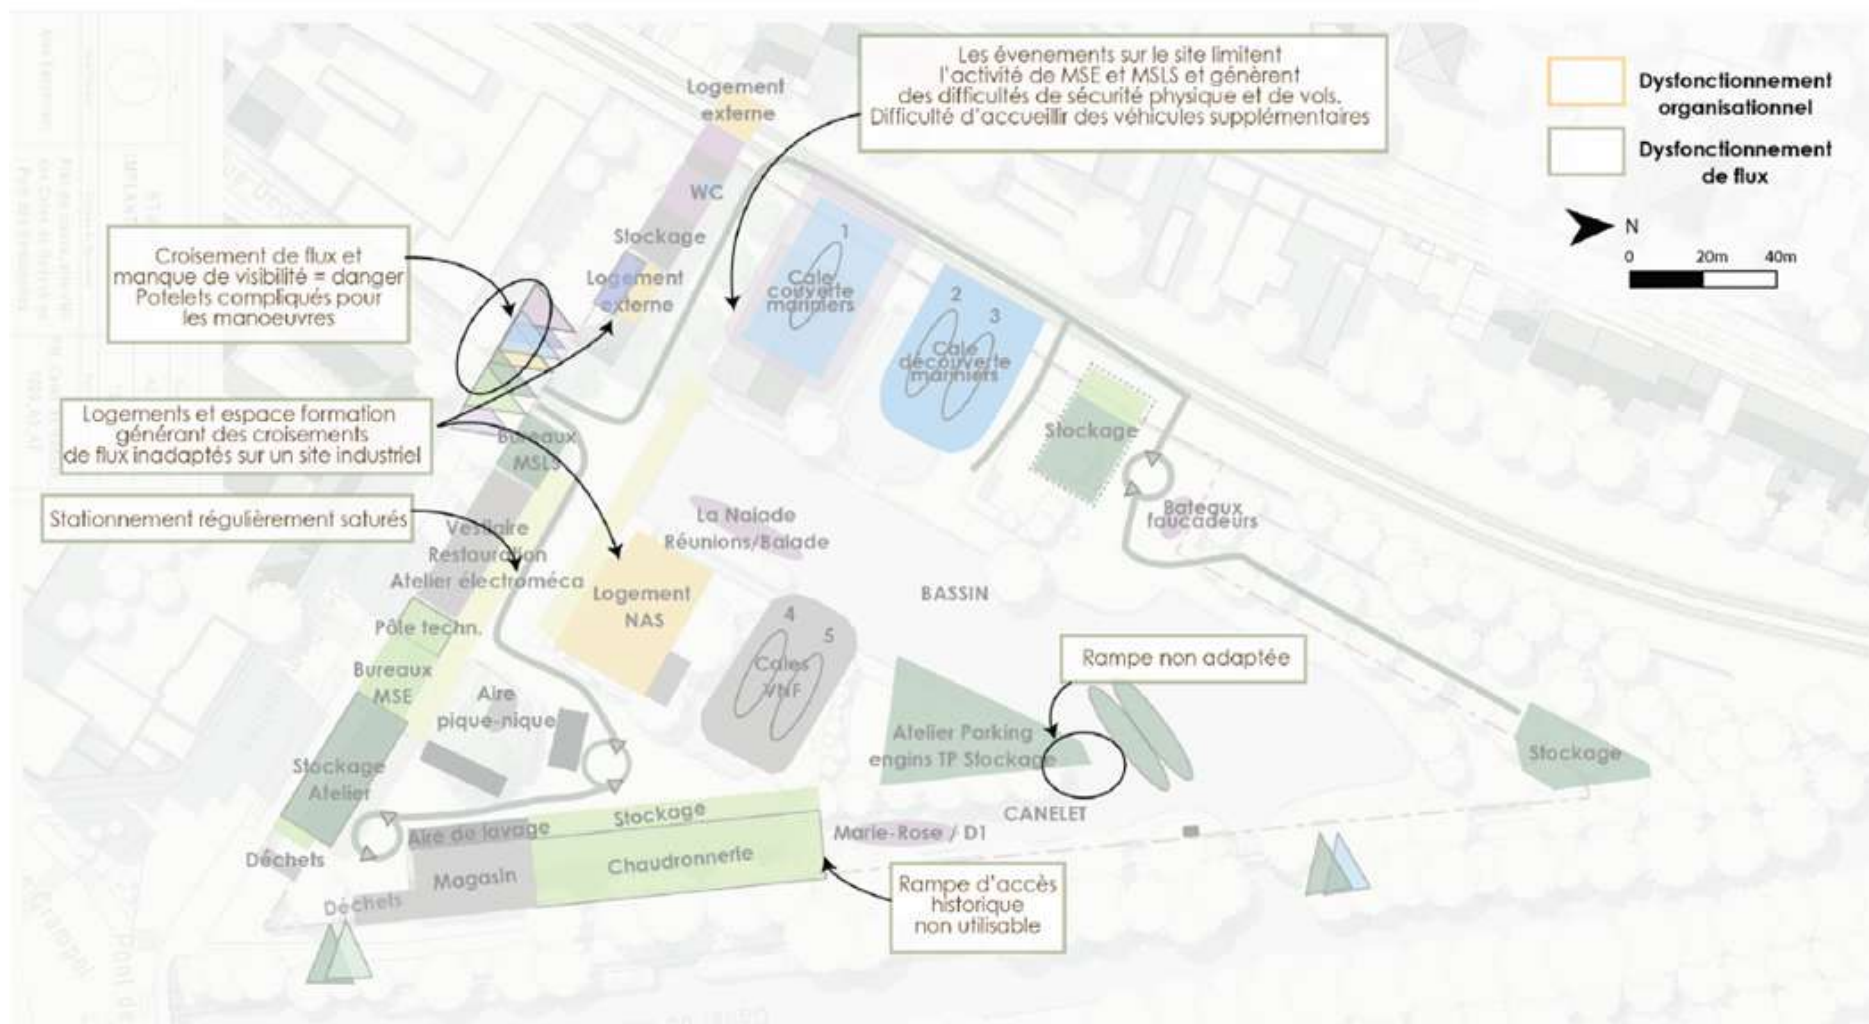 Les évenements sur le site limitent
l'activité de MSE et MSLS et génèrent
des difficultés de sécurité physique et de vols.
Difficulté d'accueillir des véhicules supplémentaires
Dysfonctionnement
organisationnel
Dysfonctionnement
de flux
N
0 20m 40m
Logement
externe
WC
Stockage
Logement
externe
Croisement de flux et
manque de visibilité = danger
Potelets compliqués pour
les manoeuvres
Logements et espace formation
générant des croisements
de flux inadaptés sur un site industriel
Stationnement régulièrement saturés
1
Cale
couverte
mariniers
2
3
Cale
découverte
mariniers
Stockage
Bateaux
faucadeurs
Bureaux
MSLS
Vestiaire
Restauration
Atelier électroméca
Pôle techn.
Bureaux
MSE
La Naiade
Réunions/Balade
Logement
NAS
BASSIN
4
5
Cales
VNF
Aire
pique-nique
Rampe non adaptée
Atelier Parking
engins TP Stockage
Stockage
Stockage
Atelier
CANELET
Stockage
Aire de lavage
Marie-Rose / D1
Déchets
Magasin
Chaudronnerie
Déchets
Rampe d'accès
historique
non utilisable